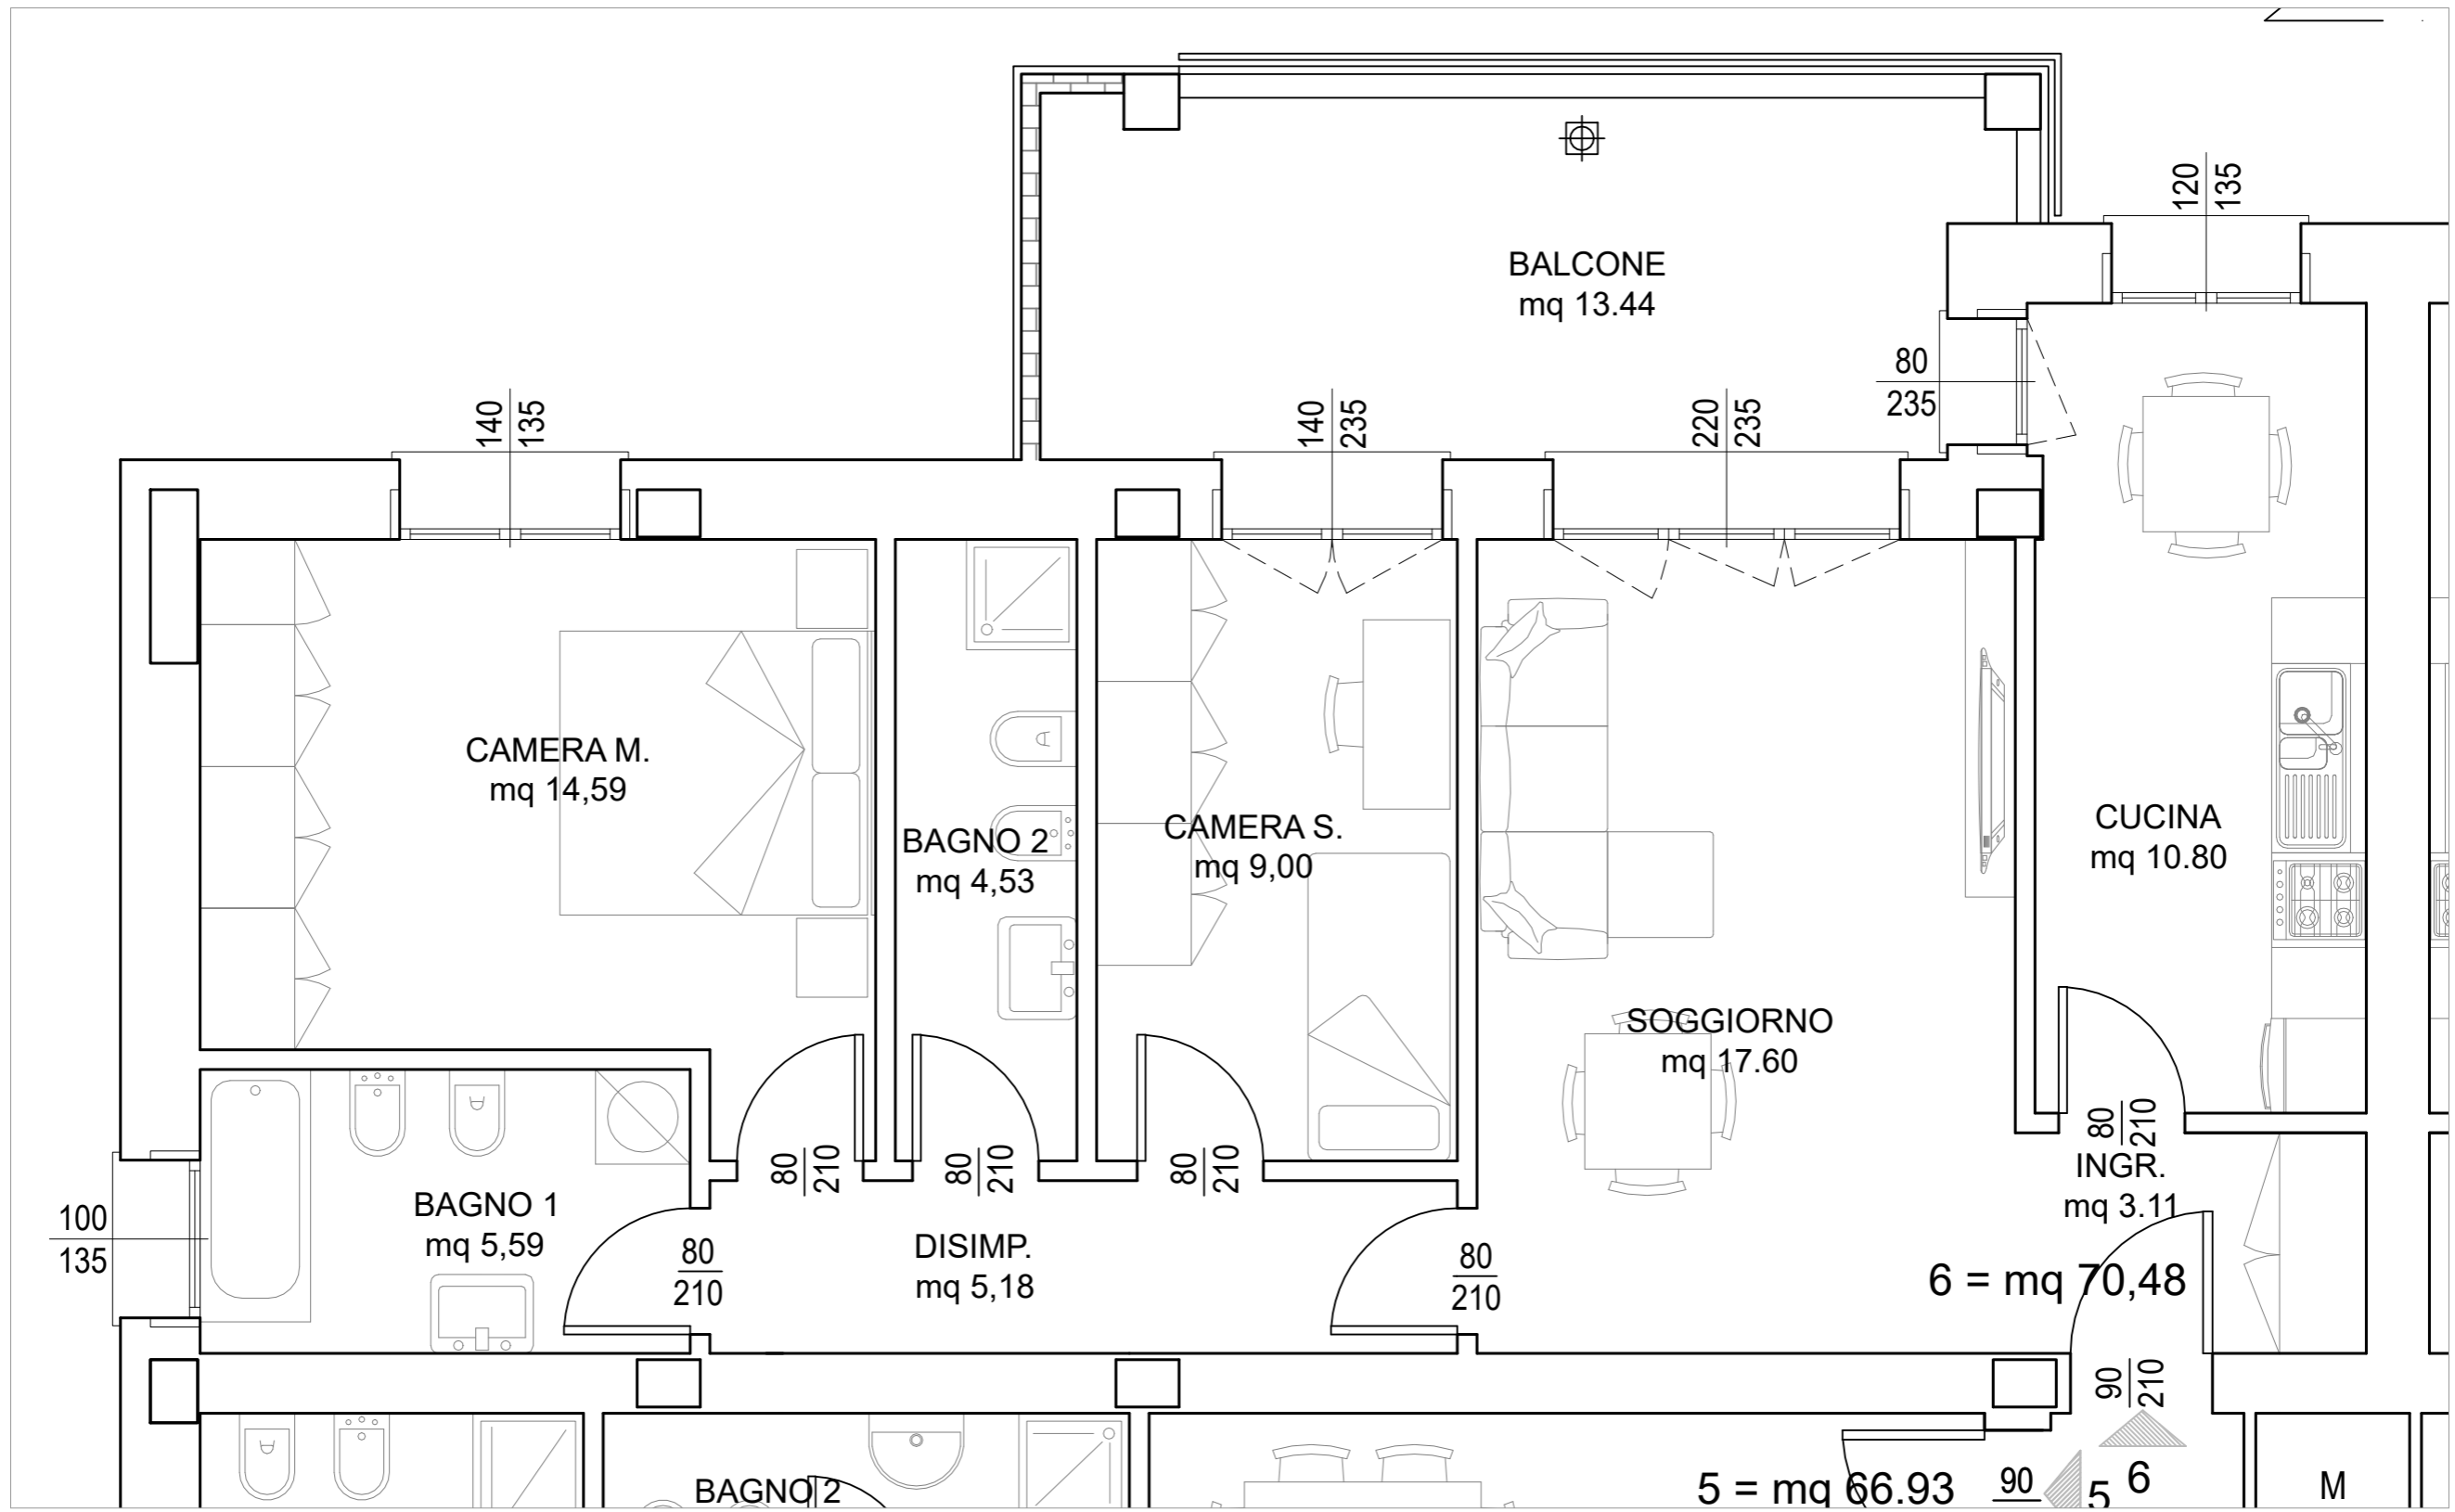 120
135
BALCONE
mq 13.44
80
235
140
135
140
235
220
235
CAMERA M.
mq 14,59
BAGNO 2
mq 4,53
CAMERA S.
mq 9,00
CUCINA
mq 10.80
SOGGIORNO
mq 17.60
80
210
80
210
80
210
80
210
INGR.
mq 3.11
BAGNO 1
mq 5,59
100
135
DISIMP.
mq 5,18
80
210
80
210
6 = mq 70,48
90
210
BAGNO 2
5 = mq 66.93
90
5
6
M